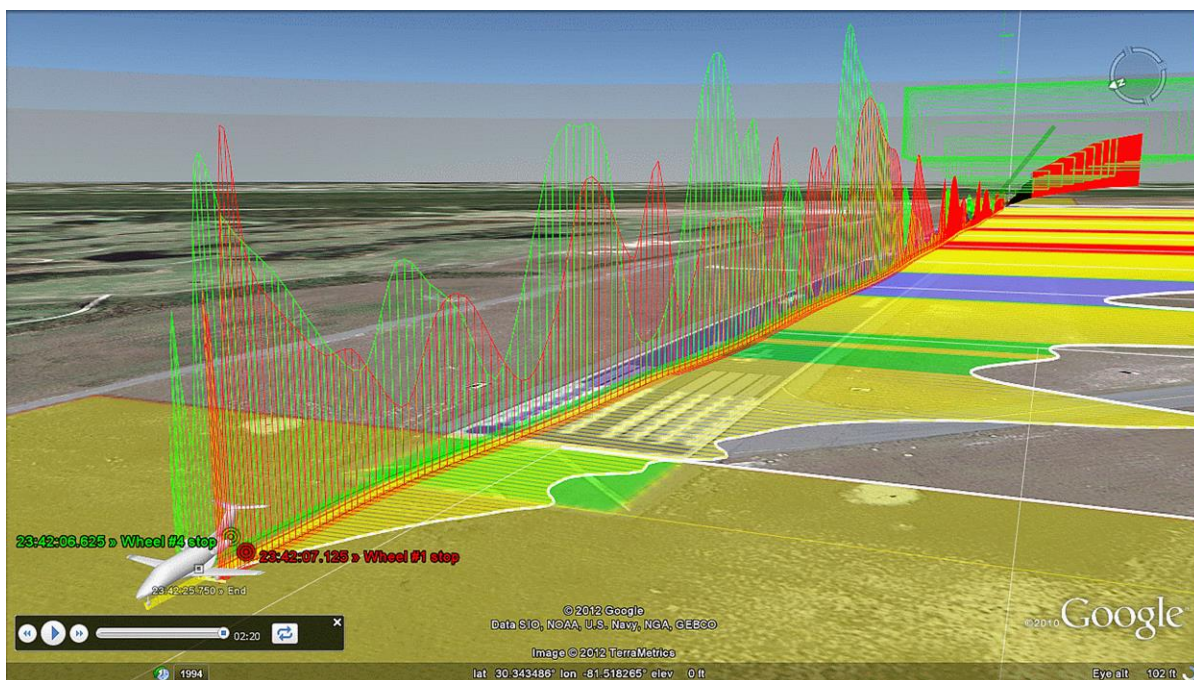 N
23:42:06.625 » Wheel #4 stop
23:42:07.125 » Wheel #1 stop
23:42:25.750 » End
02:20
© 2012 Google
Data SIO, NOAA, U.S. Navy, NGA, GEBCO
©2010 Google
Image © 2012 TerraMetrics
1994
lat 30.343486° lon -81.518265° elev 0 ft
Eye alt 102 ft